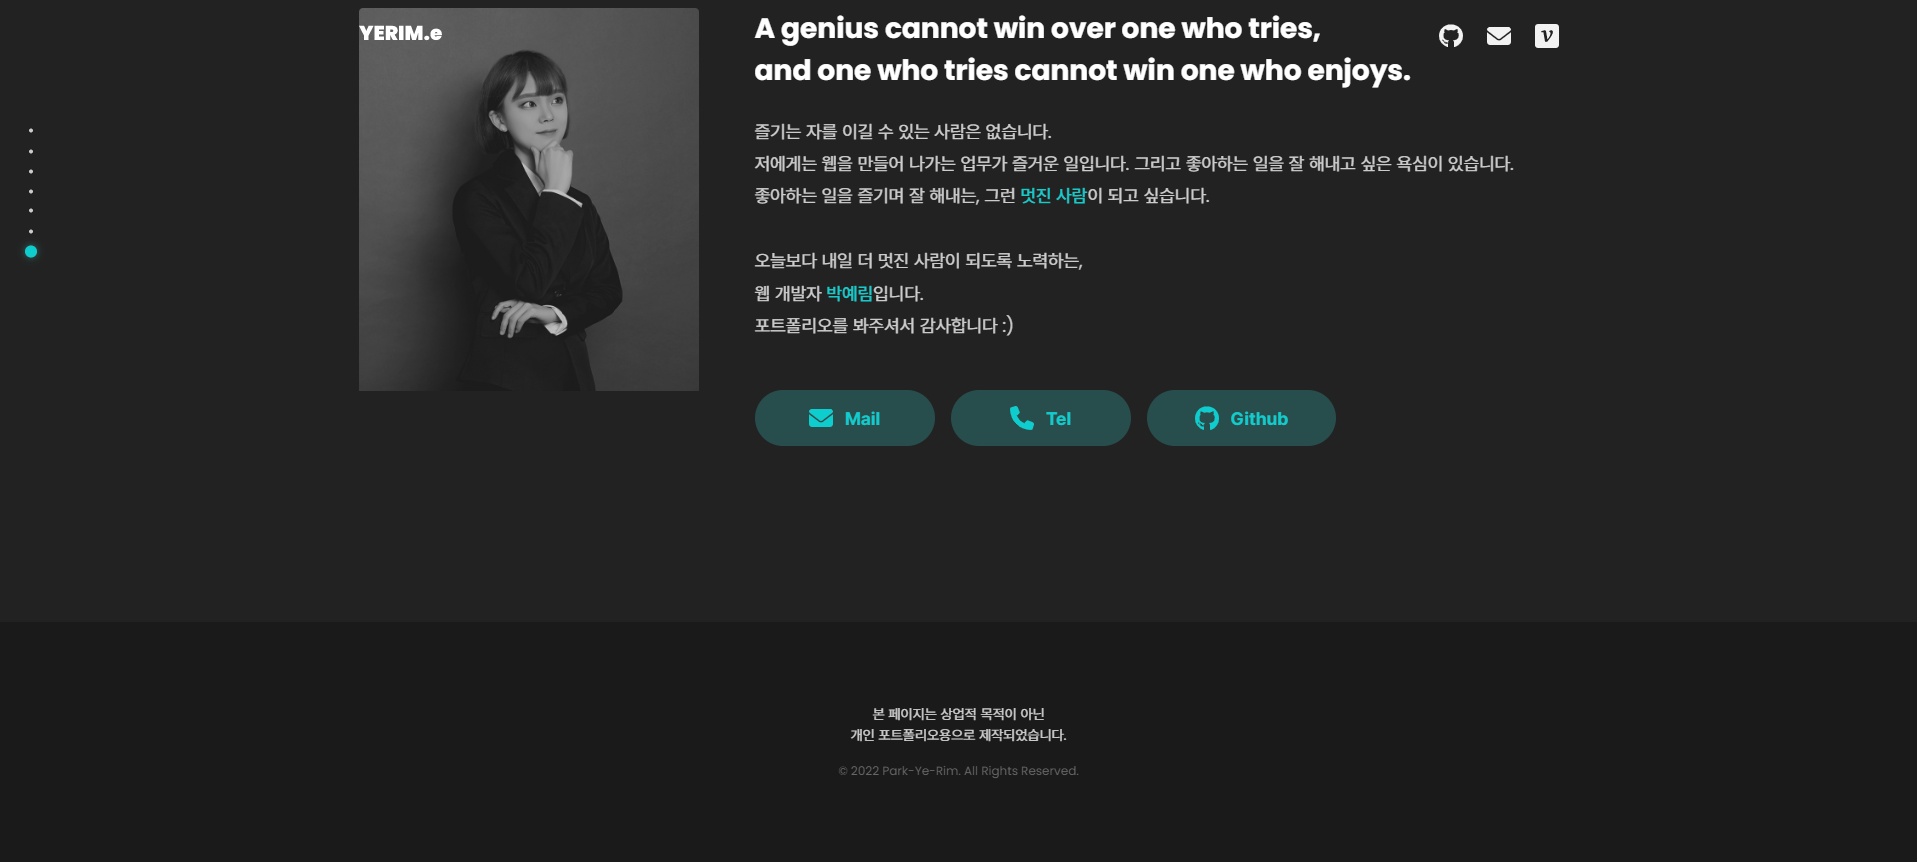 YERIM.e
A genius cannot win over one who tries,
and one who tries cannot win one who enjoys.
즐기는 자를 이길 수 있는 사람은 없습니다.
저에게는 웹을 만들어 나가는 업무가 즐거운 일입니다. 그리고 좋아하는 일을 잘 해내고 싶은 욕심이 있습니다.
좋아하는 일을 즐기며 잘 해내는, 그런 멋진 사람이 되고 싶습니다.
오늘보다 내일 더 멋진 사람이 되도록 노력하는,
웹 개발자 박예림입니다.
포트폴리오를 봐주셔서 감사합니다 :)
Mail
Tel
Github
본 페이지는 상업적 목적이 아닌
개인 포트폴리오용으로 제작되었습니다.
© 2022 Park-Ye-Rim. All Rights Reserved.